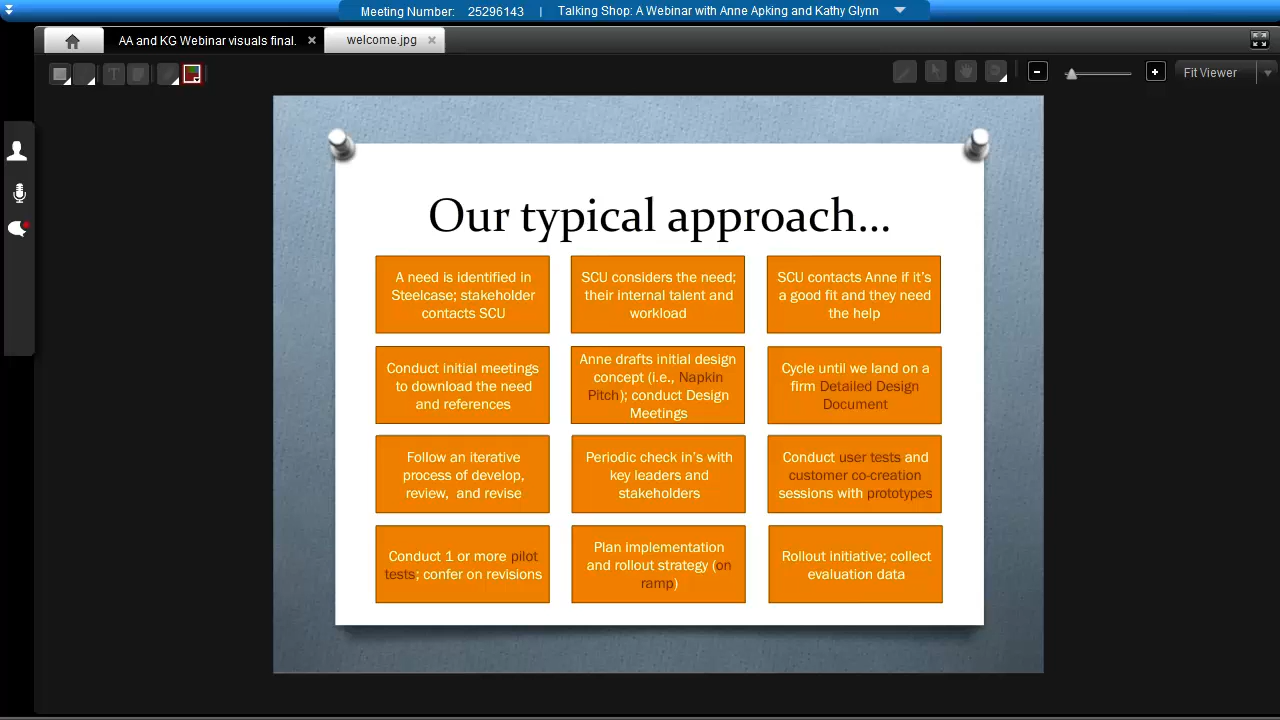 Meeting Number: 25296143 | Talking Shop: A Webinar with Anne Apking and Kathy Glynn
AA and KG Webinar visuals final.
welcome.jpg
T
Fit Viewer
Our typical approach...
A need is identified in
Steelcase; stakeholder
contacts SCU
SCU considers the need;
their internal talent and
workload
SCU contacts Anne if it's
a good fit and they need
the help
Conduct initial meetings
to download the need
and references
Anne drafts initial design
concept (i.e., Napkin
Pitch); conduct Design
Meetings
Cycle until we land on a
firm Detailed Design
Document
Follow an iterative
process of develop,
review, and revise
Periodic check in's with
key leaders and
stakeholders
Conduct user tests and
customer co-creation
sessions with prototypes
Conduct 1 or more pilot
tests; confer on revisions
Plan implementation
and rollout strategy (on
ramp)
Rollout initiative; collect
evaluation data